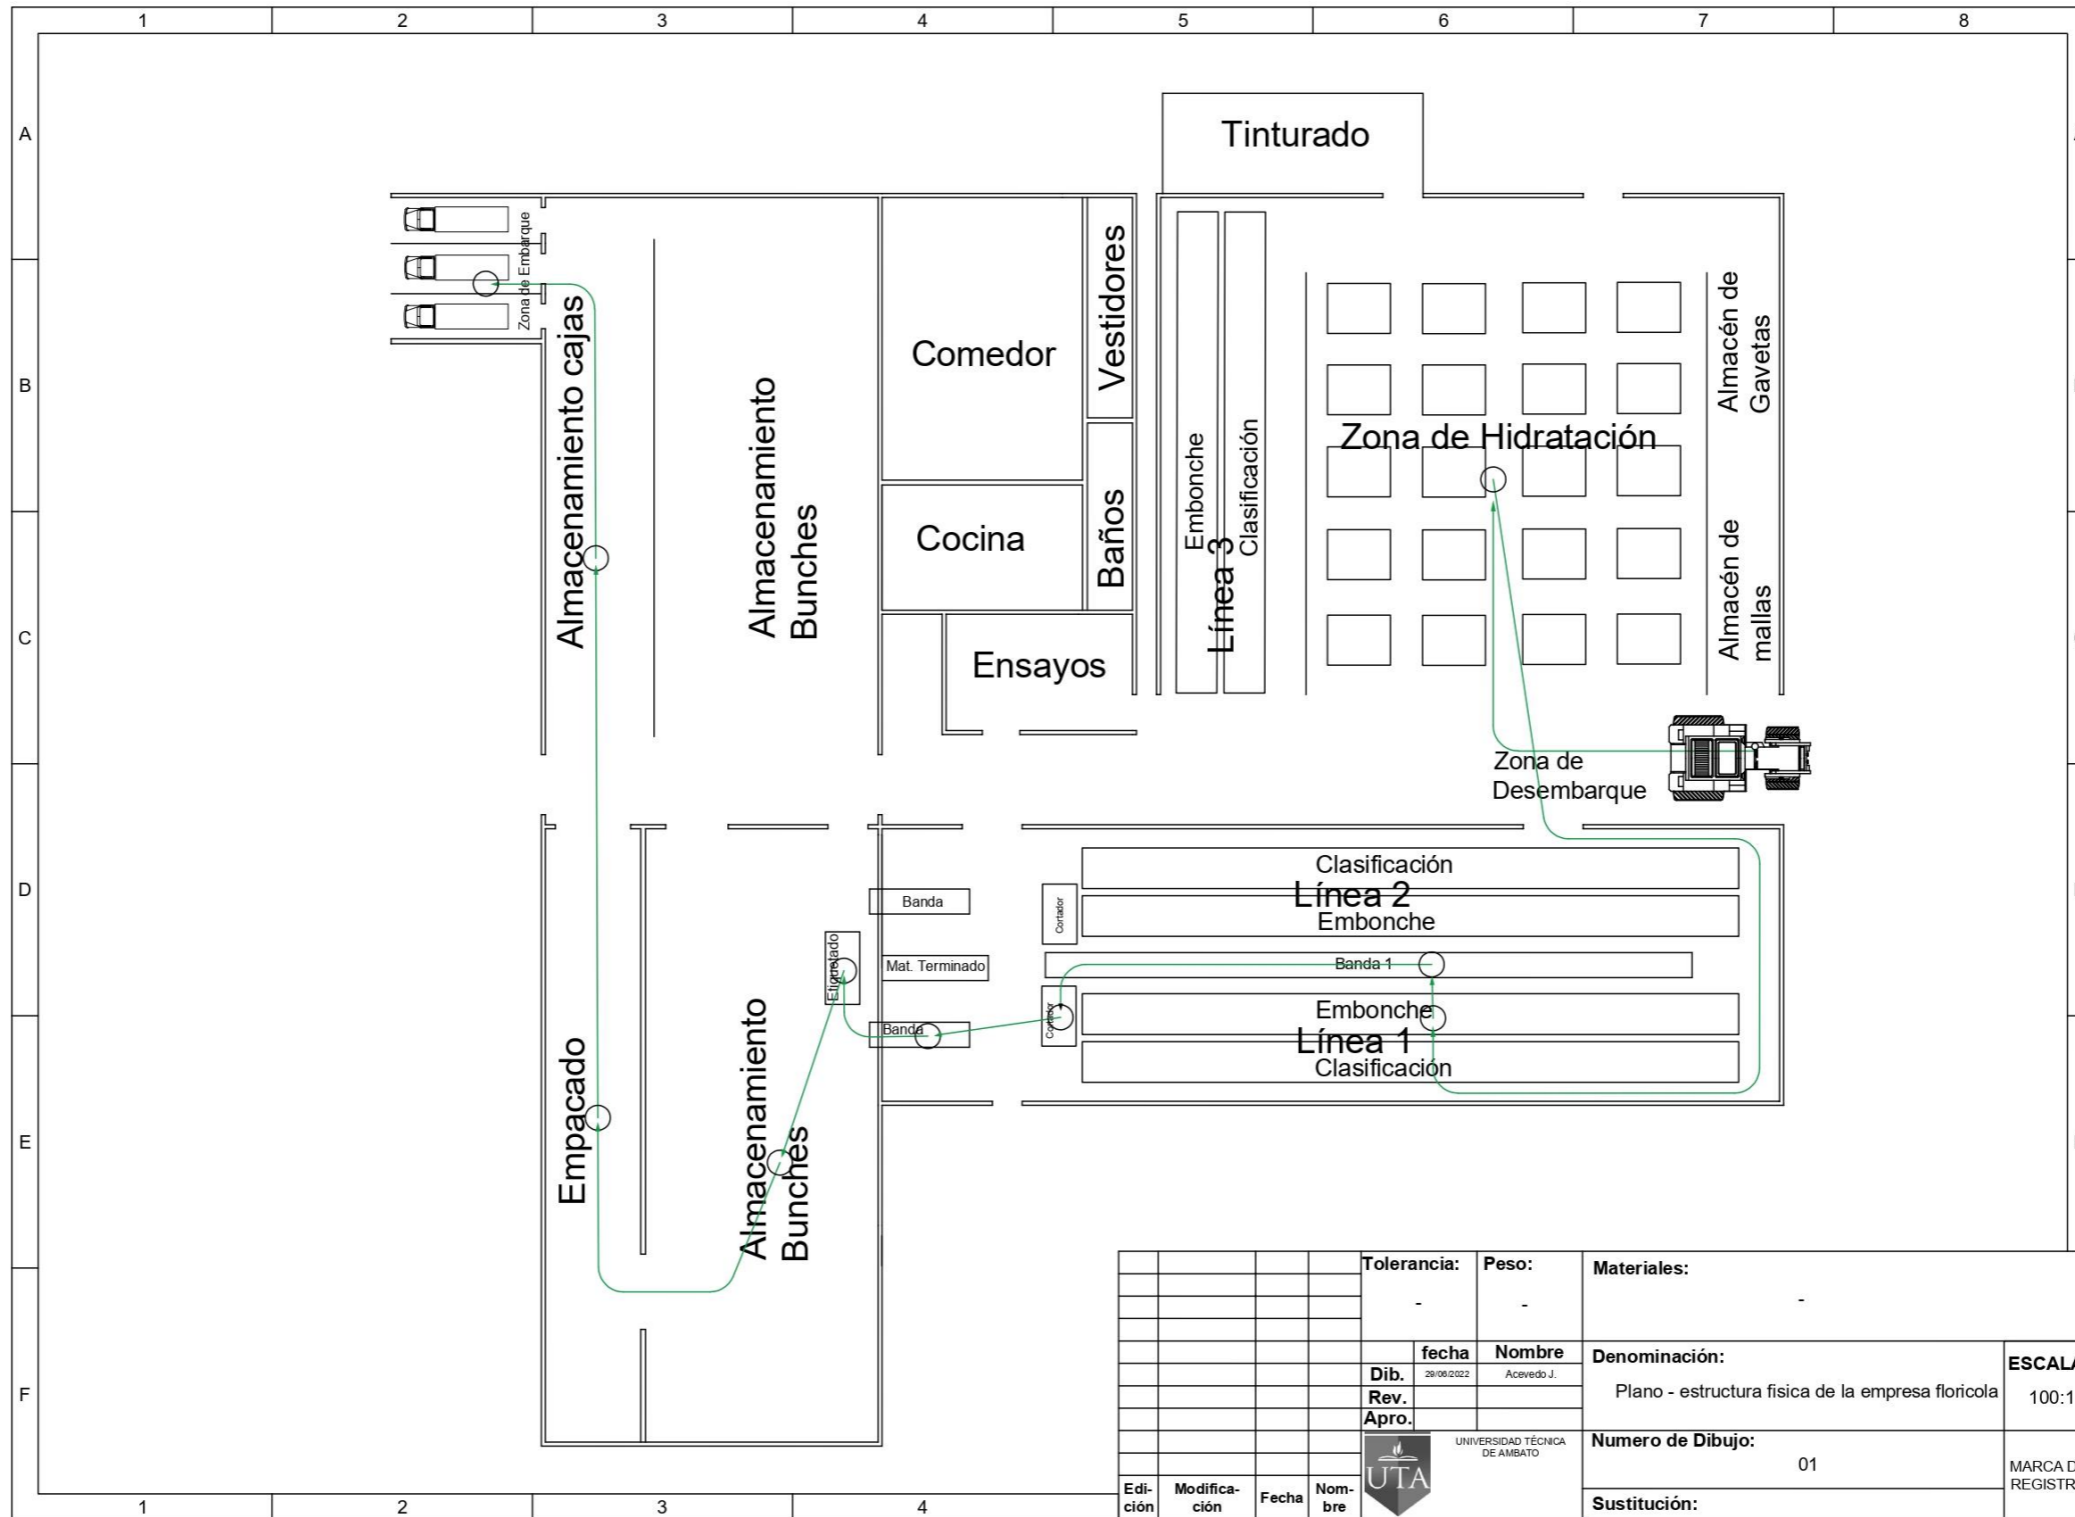 1 2 3 4 5 6 7 8
A
B
C
D
E
F
Tinturado
Zona de Embarque
Almacenamiento cajas
Almacenamiento
Bunches
Comedor
Vestidores
Cocina
Baños
Ensayos
Embonche
Clasificación
Línea 3
Zona de Hidratación
Almacén de
Gavetas
Almacén de
mallas
Zona de
Desembarque
Clasificación
Línea 2
Embonche
Banda 1
Embonche
Línea 1
Clasificación
Cortador
Cortador
Banda
Mat. Terminado
Banda
Etiquetado
Empacado
Almacenamiento
Bunches
Tolerancia:
-
Peso:
-
Materiales:
-
fecha Nombre
Dib. 29/06/2022 Acevedo J.
Rev.
Apro.
Denominación:
Plano - estructura fisica de la empresa floricola
100:1
UTA
UNIVERSIDAD TÉCNICA
DE AMBATO
Numero de Dibujo:
01
Sustitución:
Edi-
ción
Modifica-
ción
Fecha
Nom-
bre
1 2 3 4